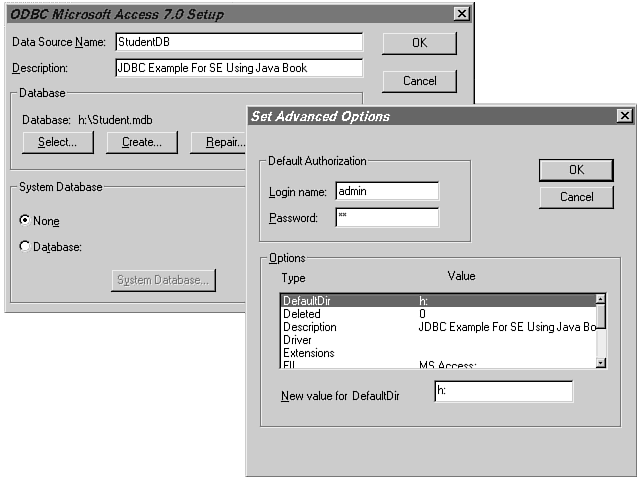 ODBC Microsoft Access 7.0 Setup
Data Source Name: StudentDB
OK
Description: JDBC Example For SE Using Java Book
Cancel
Database
Database: h:\Student.mdb
Select... Create... Repair...
System Database
None
Database:
System Database...
Set Advanced Options
Default Authorization
Login name: admin
Password: **
OK
Cancel
Options
Type Value
DefaultDir h:
Deleted 0
Description JDBC Example For SE Using Java Bo
Driver
Extensions
FIL MS Access;
New value for DefaultDir h: